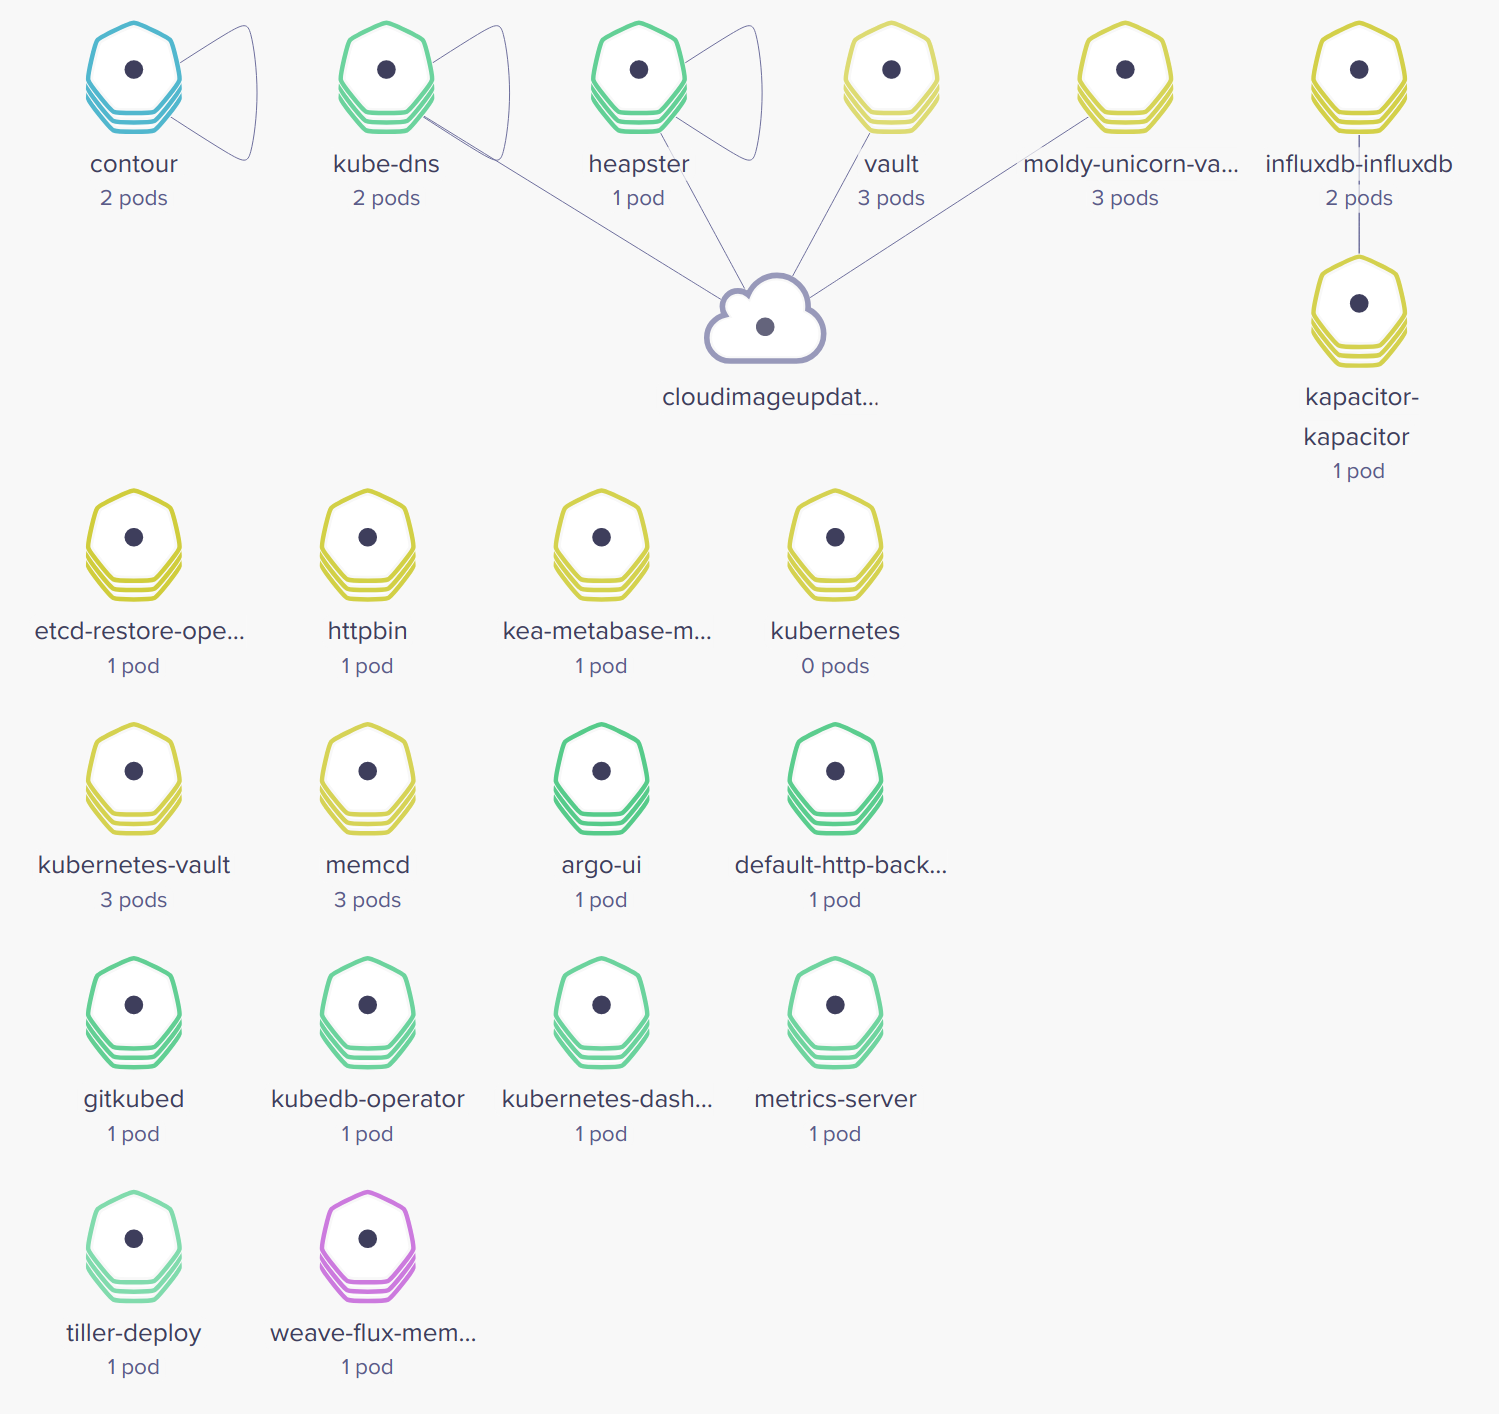 contour
2 pods
kube-dns
2 pods
heapster
1 pod
vault
3 pods
moldy-unicorn-va...
3 pods
influxdb-influxdb
2 pods
cloudimageupdat...
kapacitor-
kapacitor
1 pod
etcd-restore-ope...
1 pod
httpbin
1 pod
kea-metabase-m...
1 pod
kubernetes
0 pods
kubernetes-vault
3 pods
memcd
3 pods
argo-ui
1 pod
default-http-back...
1 pod
gitkubed
1 pod
kubedb-operator
1 pod
kubernetes-dash...
1 pod
metrics-server
1 pod
tiller-deploy
1 pod
weave-flux-mem...
1 pod